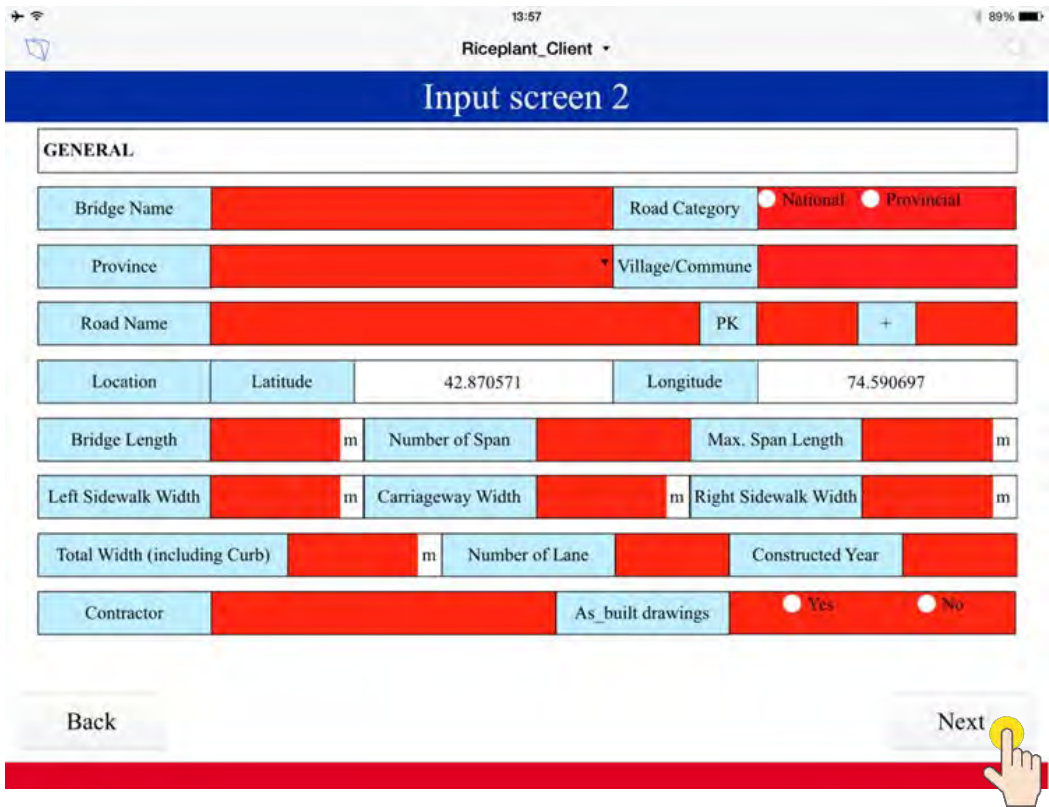 13:57 89%
Riceplant_Client
Input screen 2
GENERAL
Bridge Name Road Category National Provincial
Province Village/Commune
Road Name PK +
Location Latitude 42.870571 Longitude 74.590697
Bridge Length m Number of Span Max. Span Length m
Left Sidewalk Width m Carriageway Width m Right Sidewalk Width m
Total Width (including Curb) m Number of Lane Constructed Year
Contractor As_built drawings Yes No
Back Next